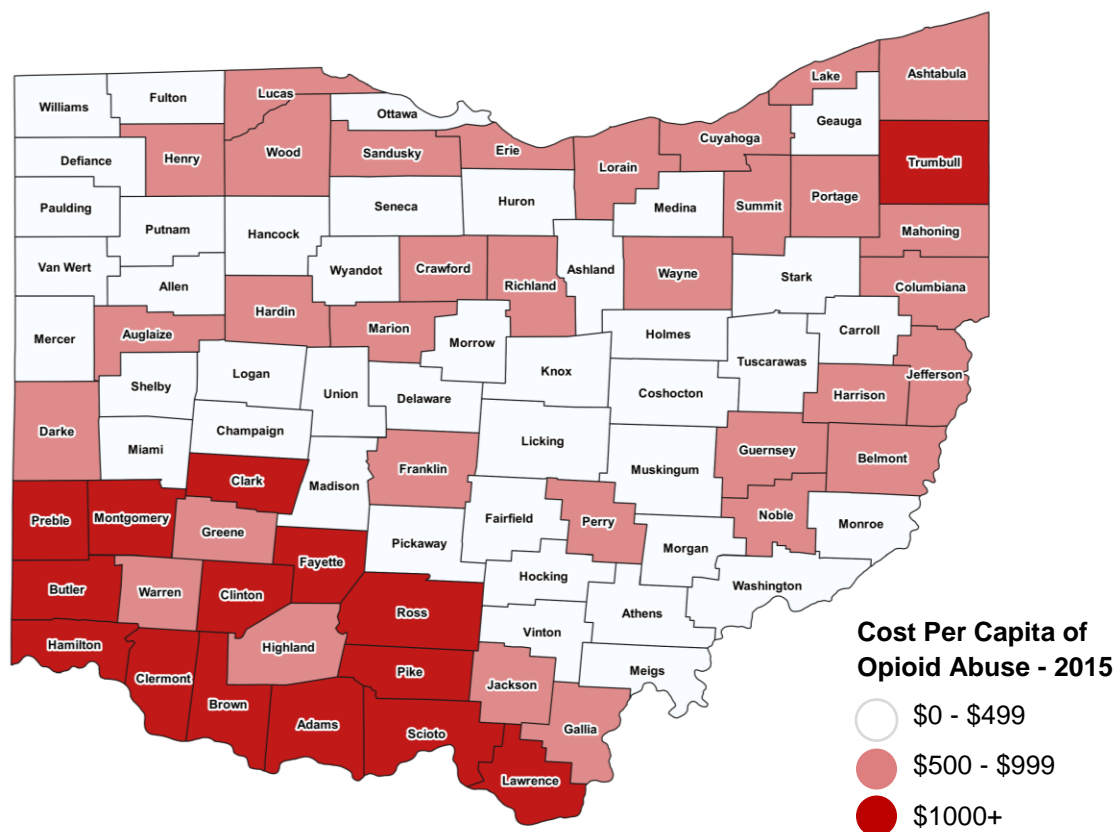 Lake
Ashtabula
Lucas
Fulton
Williams
Ottawa
Geauga
Cuyahoga
Erie
Wood
Sandusky
Henry
Defiance
Trumbull
Lorain
Portage
Huron
Seneca
Summit
Medina
Paulding
Putnam
Mahoning
Hancock
Van Wert
Wyandot
Crawford
Ashland
Wayne
Stark
Richland
Allen
Columbiana
Hardin
Marion
Carroll
Auglaize
Holmes
Mercer
Morrow
Tuscarawas
Knox
Logan
Jefferson
Shelby
Union
Coshocton
Harrison
Delaware
Champaign
Darke
Licking
Miami
Guernsey
Belmont
Franklin
Muskingum
Clark
Madison
Noble
Montgomery
Preble
Fairfield
Perry
Monroe
Greene
Pickaway
Morgan
Fayette
Hocking
Washington
Butler
Warren
Clinton
Ross
Athens
Vinton
Hamilton
Highland
Pike
Meigs
Clermont
Jackson
Brown
Adams
Scioto
Gallia
Lawrence
Cost Per Capita of
Opioid Abuse - 2015
$0 - $499
$500 - $999
$1000+